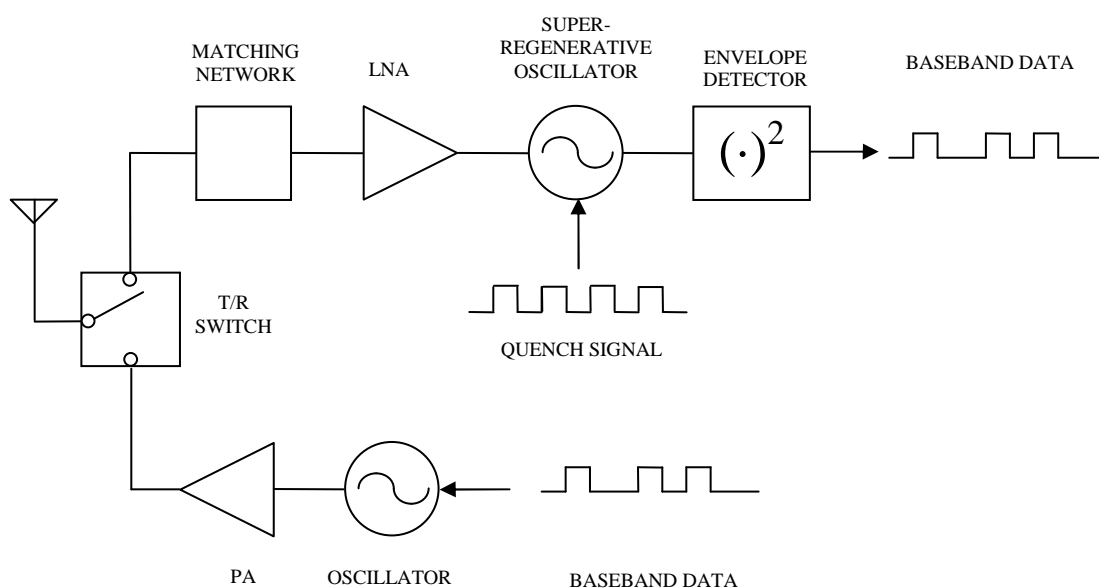 SUPER-
REGENERATIVE
OSCILLATOR
MATCHING
NETWORK
LNA
ENVELOPE
DETECTOR
BASEBAND DATA
(·)²
T/R
SWITCH
QUENCH SIGNAL
PA
OSCILLATOR
BASEBAND DATA